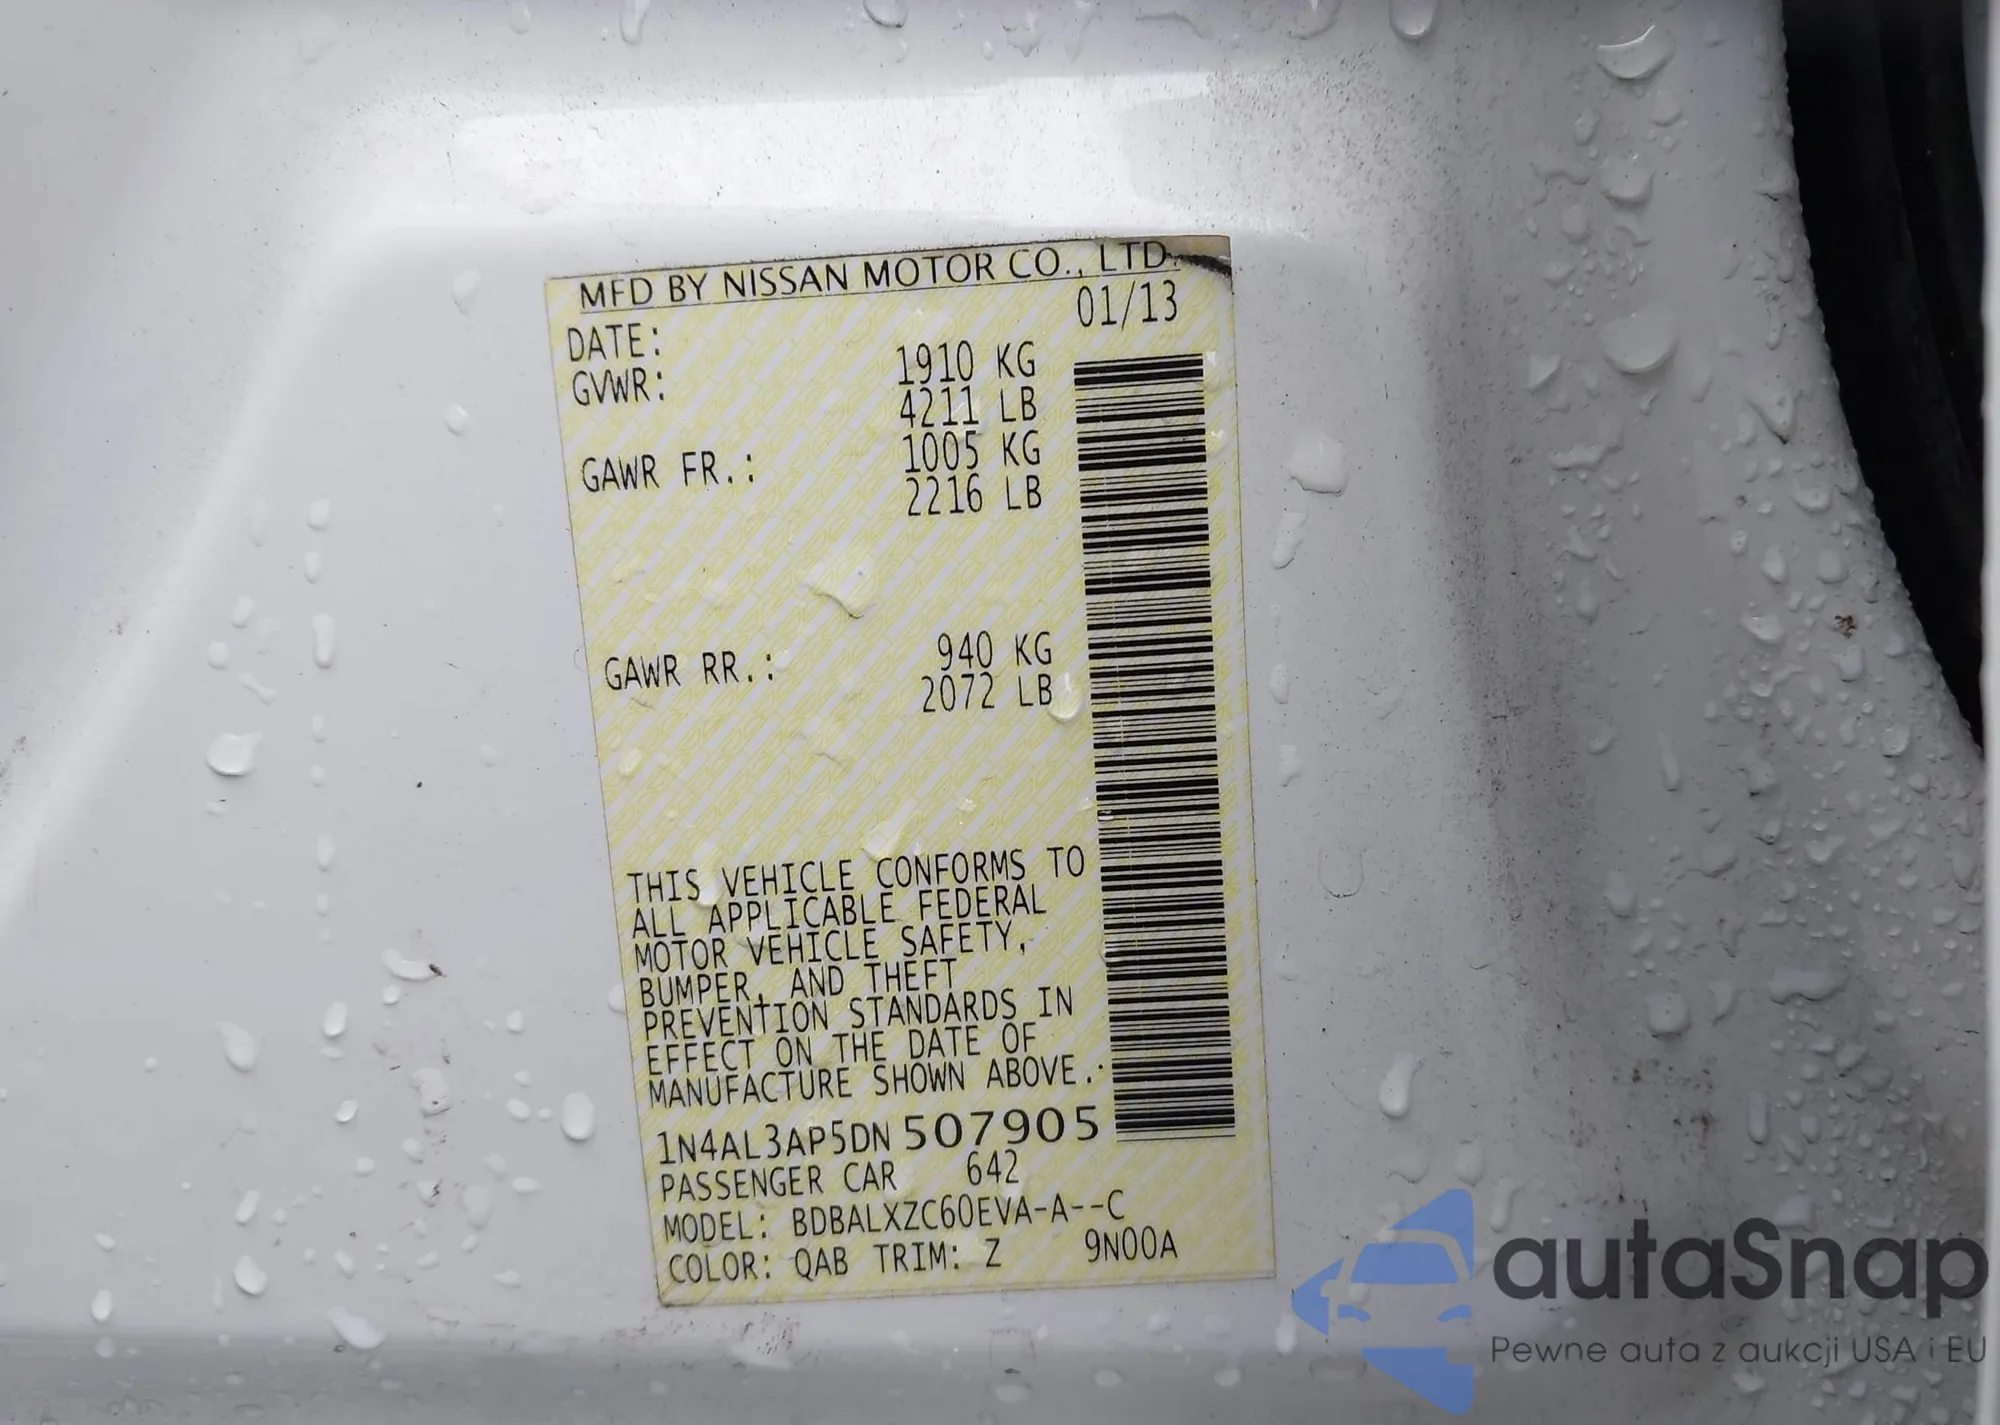 MFD BY NISSAN MOTOR CO., LTD.
DATE: 01/13
GVWR: 1910 KG
4211 LB
GAWR FR.: 1005 KG
2216 LB
GAWR RR.: 940 KG
2072 LB
THIS VEHICLE CONFORMS TO
ALL APPLICABLE FEDERAL
MOTOR VEHICLE SAFETY,
BUMPER, AND THEFT
PREVENTION STANDARDS IN
EFFECT ON THE DATE OF
MANUFACTURE SHOWN ABOVE.
1N4AL3AP5DN507905
PASSENGER CAR 642
MODEL: BDBALXZC60EVA-A--C
COLOR: QAB TRIM: Z 9N00A
autaSnap
Pewne auta z aukcji USA i EU